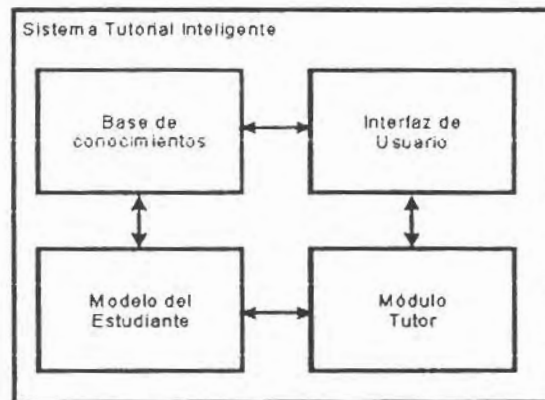 Sistema Tutorial Inteligente
Base de
conocimientos
Interfaz de
Usuario
Modelo del
Estudiante
Módulo
Tutor